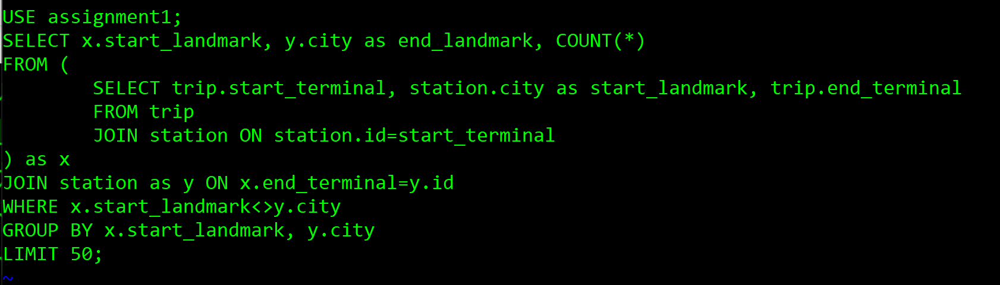 USE assignment1;
SELECT x.start_landmark, y.city as end_landmark, COUNT(*)
FROM (
        SELECT trip.start_terminal, station.city as start_landmark, trip.end_terminal
        FROM trip
        JOIN station ON station.id=start_terminal
) as x
JOIN station as y ON x.end_terminal=y.id
WHERE x.start_landmark<>y.city
GROUP BY x.start_landmark, y.city
LIMIT 50;
~